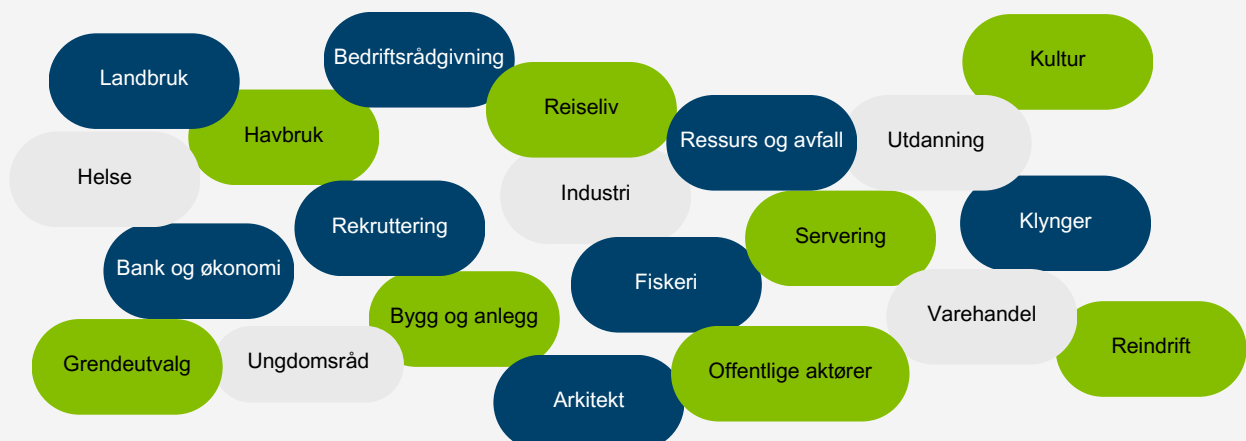 Bedriftsrådgivning
Kultur
Landbruk
Reiseliv
Havbruk
Ressurs og avfall
Utdanning
Helse
Industri
Rekruttering
Klynger
Servering
Bank og økonomi
Fiskeri
Bygg og anlegg
Varehandel
Reindrift
Grendeutvalg
Ungdomsråd
Offentlige aktører
Arkitekt